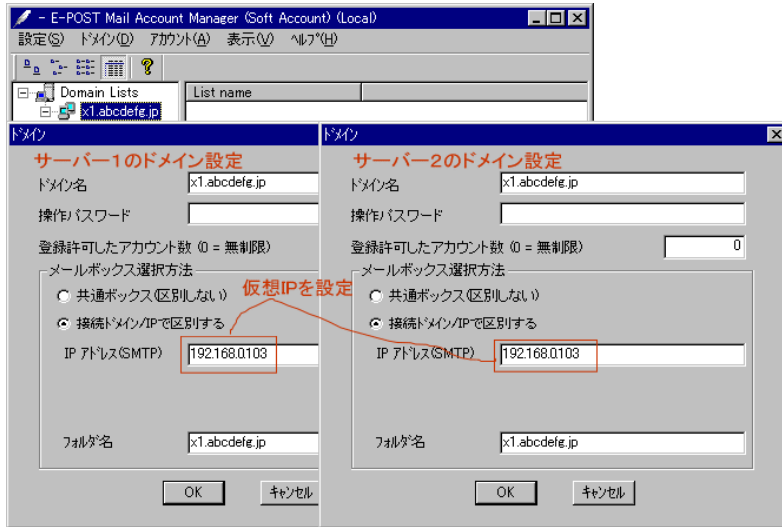 - E-POST Mail Account Manager (Soft Account) (Local)
設定(S) ドメイン(D) アカウント(A) 表示(V) ヘルプ(H)
Domain Lists
List name
x1.abcdefg.jp
ドメイン
サーバー1のドメイン設定
ドメイン名
x1.abcdefg.jp
操作パスワード
登録許可したアカウント数 (0 = 無制限)
メールボックス選択方法
共通ボックス(区別しない)
接続ドメイン/IPで区別する
IP アドレス(SMTP)
192.168.0.103
フォルダ名
x1.abcdefg.jp
OK
キャンセル
仮想IPを設定
ドメイン
サーバー2のドメイン設定
ドメイン名
x1.abcdefg.jp
操作パスワード
登録許可したアカウント数 (0 = 無制限)
0
メールボックス選択方法
共通ボックス(区別しない)
接続ドメイン/IPで区別する
IP アドレス(SMTP)
192.168.0.103
フォルダ名
x1.abcdefg.jp
OK
キャンセル